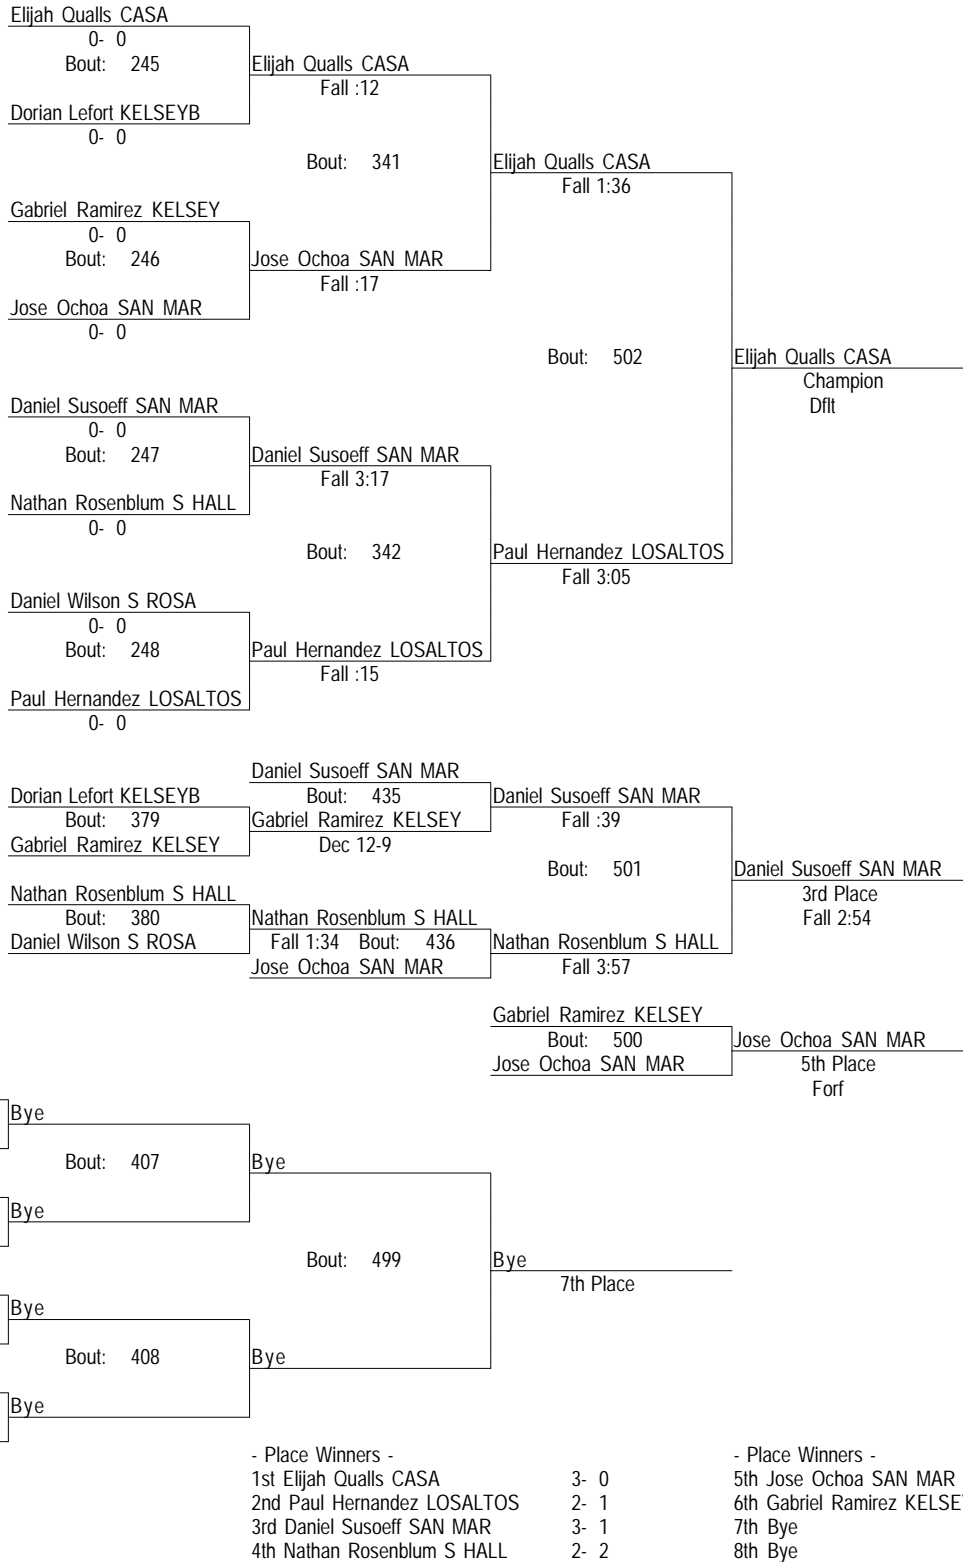 Elijah Qualls CASA
0- 0
Bout: 245
Elijah Qualls CASA
Fall :12
Dorian Lefort KELSEYB
0- 0
Bout: 341
Elijah Qualls CASA
Fall 1:36
Gabriel Ramirez KELSEY
0- 0
Bout: 246
Jose Ochoa SAN MAR
Fall :17
Jose Ochoa SAN MAR
0- 0
Bout: 502
Elijah Qualls CASA
Champion
Dflt
Daniel Susoeff SAN MAR
0- 0
Bout: 247
Daniel Susoeff SAN MAR
Fall 3:17
Nathan Rosenblum S HALL
0- 0
Bout: 342
Paul Hernandez LOSALTOS
Fall 3:05
Daniel Wilson S ROSA
0- 0
Bout: 248
Paul Hernandez LOSALTOS
Fall :15
Paul Hernandez LOSALTOS
0- 0
Daniel Susoeff SAN MAR
Dorian Lefort KELSEYB
Bout: 435
Daniel Susoeff SAN MAR
Bout: 379
Gabriel Ramirez KELSEY
Fall :39
Gabriel Ramirez KELSEY
Dec 12-9
Bout: 501
Daniel Susoeff SAN MAR
3rd Place
Fall 2:54
Nathan Rosenblum S HALL
Bout: 380
Nathan Rosenblum S HALL
Daniel Wilson S ROSA
Fall 1:34 Bout: 436
Nathan Rosenblum S HALL
Jose Ochoa SAN MAR
Fall 3:57
Gabriel Ramirez KELSEY
Bout: 500
Jose Ochoa SAN MAR
Jose Ochoa SAN MAR
5th Place
Forf
Bye
Bout: 407
Bye
Bye
Bout: 499
Bye
7th Place
Bye
Bout: 408
Bye
Bye
- Place Winners -
1st Elijah Qualls CASA 3- 0
2nd Paul Hernandez LOSALTOS 2- 1
3rd Daniel Susoeff SAN MAR 3- 1
4th Nathan Rosenblum S HALL 2- 2
- Place Winners -
5th Jose Ochoa SAN MAR
6th Gabriel Ramirez KELSE
7th Bye
8th Bye